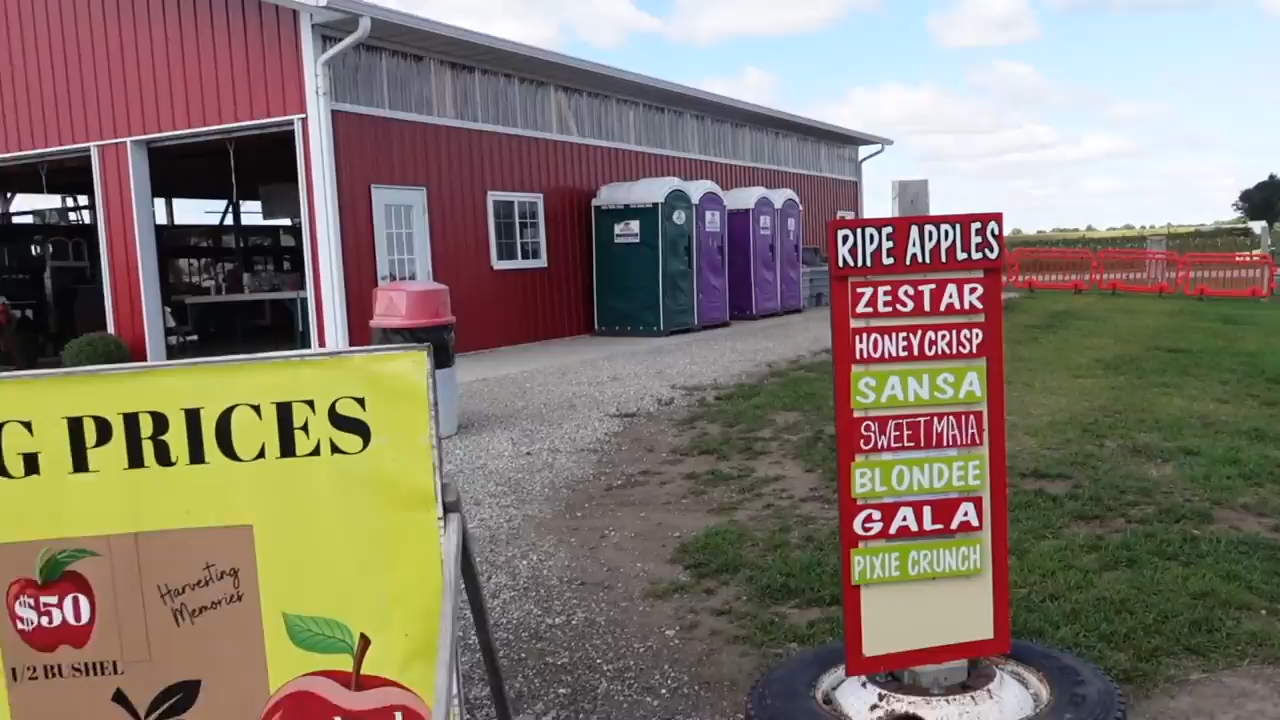 G PRICES
$50
Harvesting
Memories
1/2 BUSHEL
RIPE APPLES
ZESTAR
HONEYCRISP
SANSA
SWEET MAIA
BLONDEE
GALA
PIXIE CRUNCH